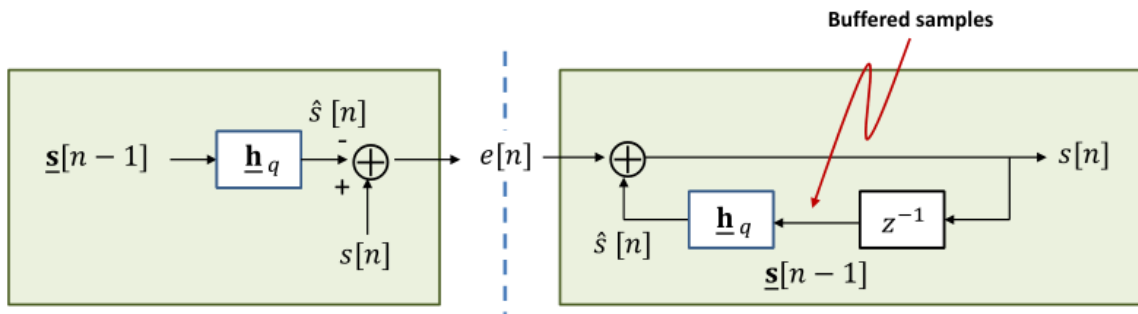 Buffered samples
ŝ [n]
-
s[n − 1]
h q
+
s[n]
e[n]
s[n]
h q
z⁻¹
ŝ [n]
s[n − 1]